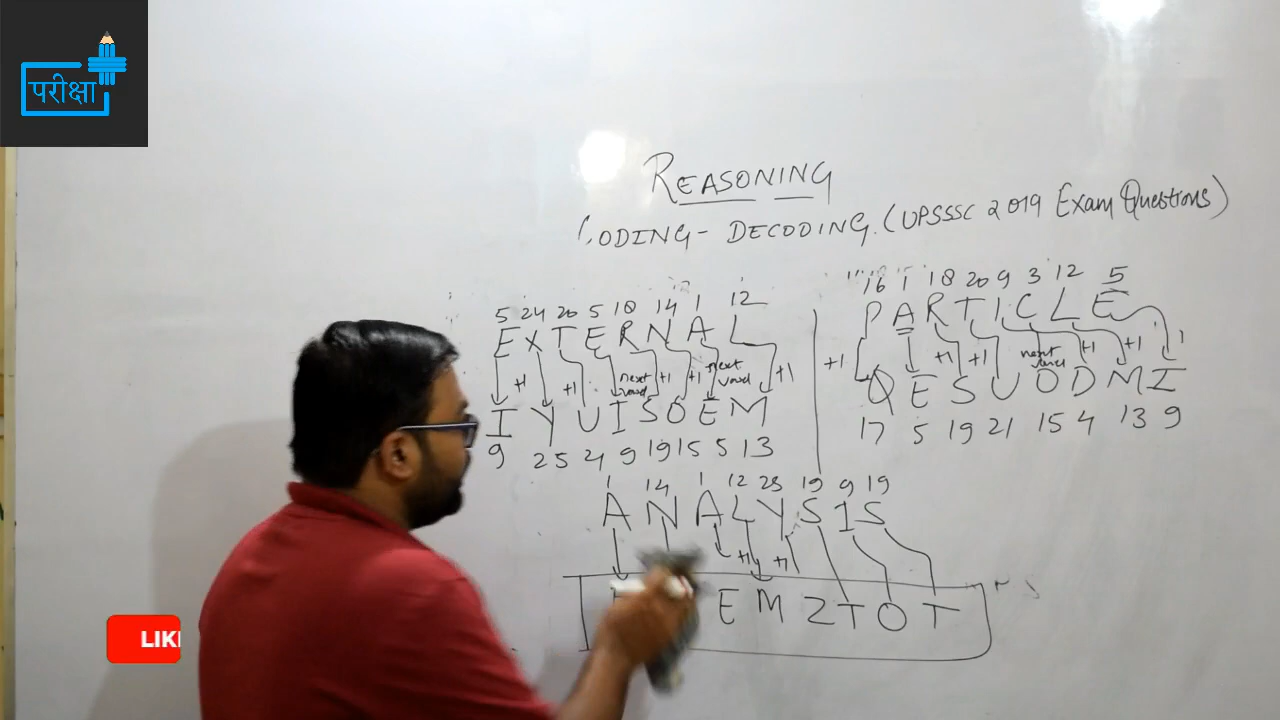 परीक्षा
REASONING
CODING- DECODING. (UPSSSC 2019 Exam Questions)
5 24 20 5 18 14 1 12
EXTERNAL
+1 +1 next vowel +1 +1 next vowel +1
IYUISOEM
9 25 21 9 19 15 5 13
16 1 18 20 9 3 12 5
PARTICLE
+1 +1 +1 next vowel +1 +1
QESUODMI
17 5 19 21 15 4 13 9
1 14 1 12 25 19 9 19
ANALYSIS
+1 +1
EMZTOT
LIK